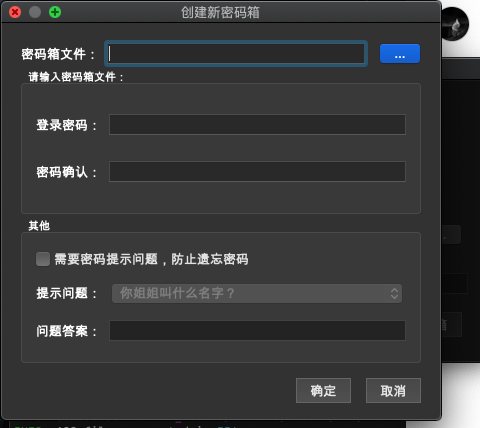 创建新密码箱
密码箱文件： ...
请输入密码箱文件：
登录密码：
密码确认：
其他
需要密码提示问题，防止遗忘密码
提示问题： 你姐姐叫什么名字？
问题答案：
确定 取消